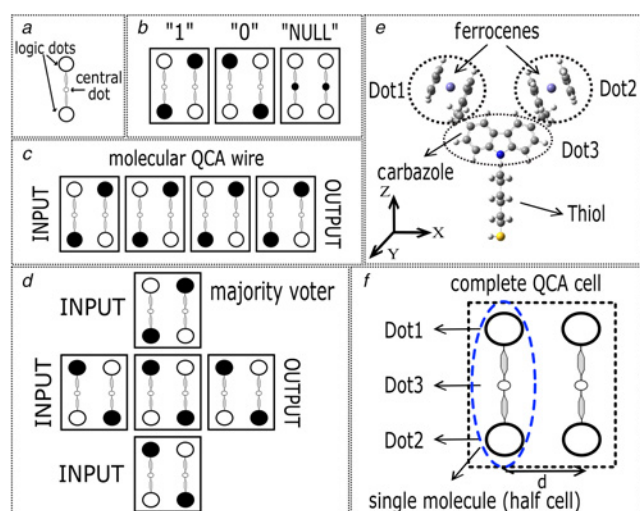 a
logic dots
central
dot
b
"1" "0" "NULL"
c
molecular QCA wire
INPUT
OUTPUT
d
INPUT
majority voter
INPUT
OUTPUT
INPUT
e
ferrocenes
Dot1
Dot2
Dot3
carbazole
Z
X
Y
Thiol
f
complete QCA cell
Dot1
Dot3
Dot2
d
single molecule (half cell)